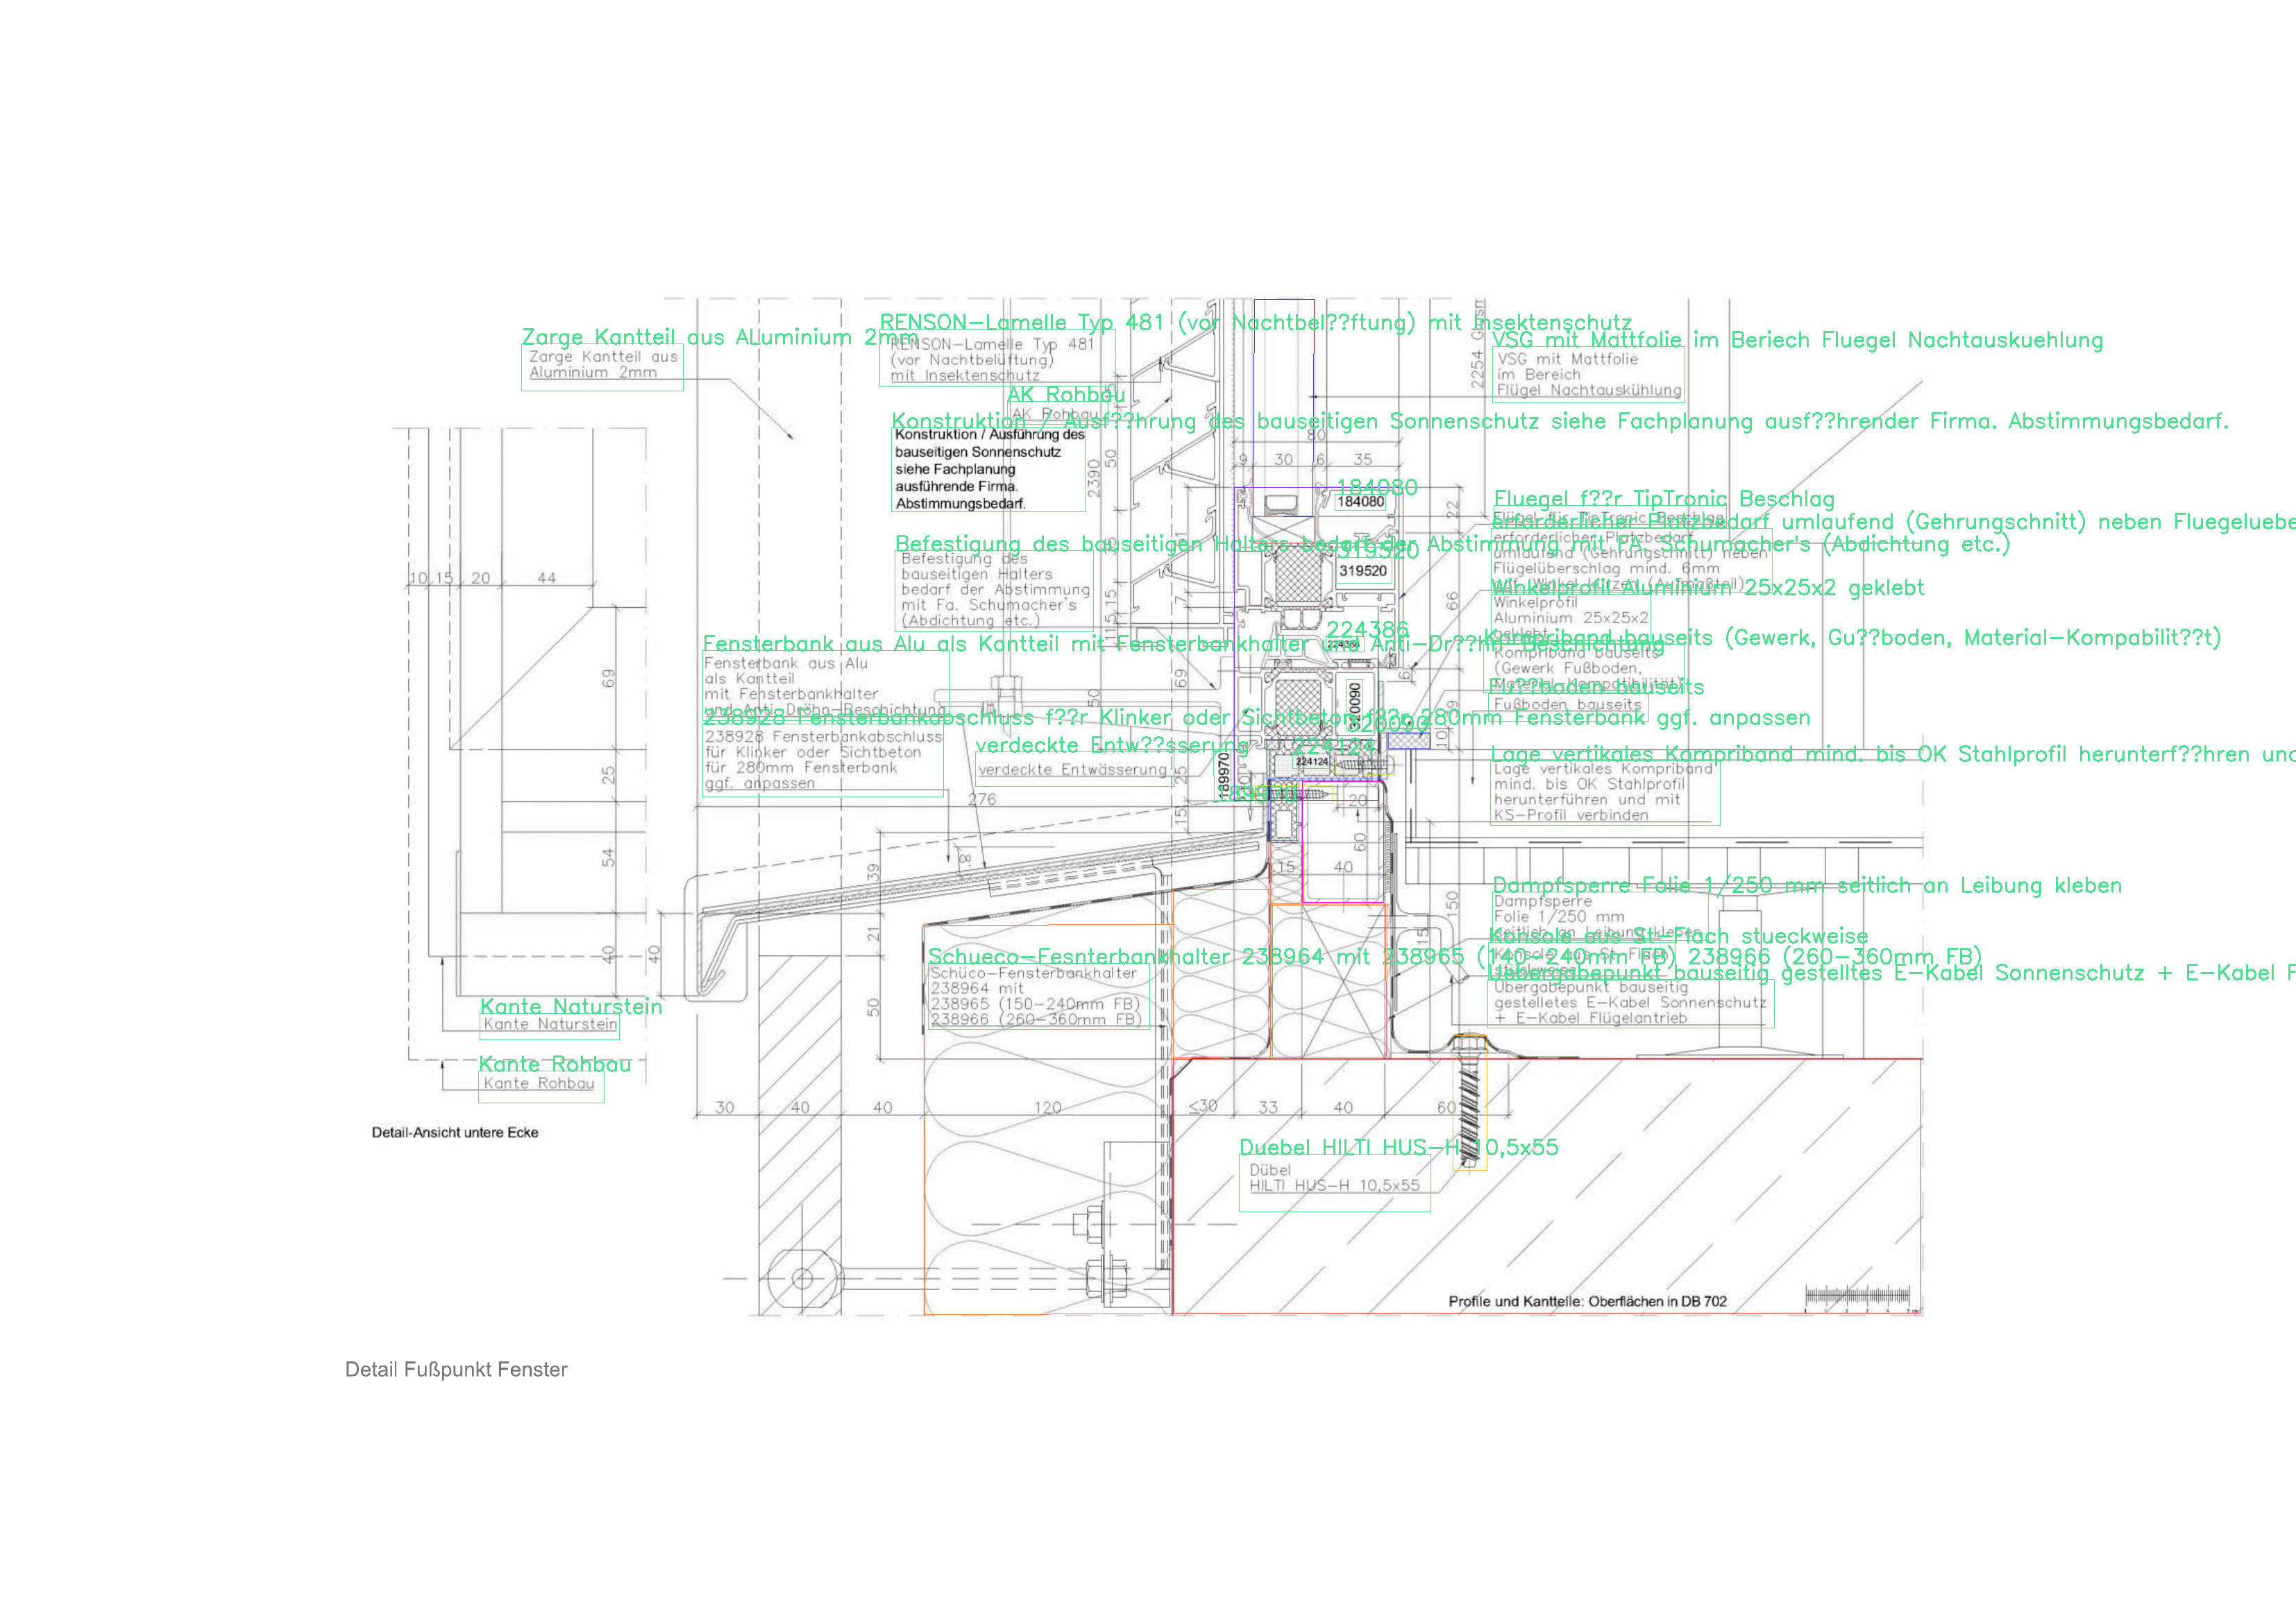 Zarge Kantteil aus ALuminium 2mm
Zarge Kantteil aus
Aluminium 2mm
RENSON-Lamelle Typ 481 (vor Nachtbel??ftung) mit Insektenschutz
RENSON-Lamelle Typ 481
(vor Nachtbelüftung)
mit Insektenschutz
AK Rohbau
AK Rohbau
Konstruktion / Ausf??hrung des bauseitigen Sonnenschutz siehe Fachplanung ausf??hrender Firma. Abstimmungsbedarf.
Konstruktion / Ausführung des
bauseitigen Sonnenschutz
siehe Fachplanung
ausführende Firma.
Abstimmungsbedarf.
Befestigung des bauseitigen Halters bedarf der Abstimmung mit FA. Schumacher's (Abdichtung etc.)
Befestigung des
bauseitigen Halters
bedarf der Abstimmung
mit Fa. Schumacher's
(Abdichtung etc.)
Fensterbank aus Alu als Kantteil mit Fensterbankhalter und Anti-Dr??hn-Beschichtung
Fensterbank aus Alu
als Kantteil
mit Fensterbankhalter
und Anti-Dröhn-Beschichtung
238928 Fensterbankabschluss f??r Klinker oder Sichtbeton f??r 280mm Fensterbank ggf. anpassen
238928 Fensterbankabschluss
für Klinker oder Sichtbeton
für 280mm Fensterbank
ggf. anpassen
verdeckte Entw??sserung
verdeckte Entwässerung
VSG mit Mattfolie im Beriech Fluegel Nachtauskuehlung
VSG mit Mattfolie
im Bereich
Flügel Nachtauskühlung
2254
80
9 30 6 35
184080
184080
319520
319520
224386
224386
320090
320090
224124
224124
189970
189970
Fluegel f??r TipTronic Beschlag
Flügel für TipTronic Beschlag
erforderlicher Platzbedarf umlaufend (Gehrungschnitt) neben Fluegeluebe
erforderlicher Platzbedarf
umlaufend (Gehrungschnitt) neben
Flügelüberschlag mind. 6mm
Winkelprofil Aluminium 25x25x2 geklebt
Winkelprofil
Aluminium 25x25x2
geklebt
Kompriband bauseits (Gewerk, Gu??boden, Material-Kompabilit??t)
Kompriband bauseits
(Gewerk Fußboden,
Material-Kompatibilität)
Fu??boden bauseits
Fußboden bauseits
Lage vertikales Kompriband mind. bis OK Stahlprofil herunterf??hren und
Lage vertikales Kompriband
mind. bis OK Stahlprofil
herunterführen und mit
KS-Profil verbinden
Dampfsperre Folie 1/250 mm seitlich an Leibung kleben
Dampfsperre
Folie 1/250 mm
seitlich an Leibung kleben
Konsole aus St-Flach stueckweise
Konsole aus St-Flach
Uebergabepunkt bauseitig gestelltes E-Kabel Sonnenschutz + E-Kabel F
Übergabepunkt bauseitig
gestelletes E-Kabel Sonnenschutz
+ E-Kabel Flügelantrieb
Schueco-Fesnterbankhalter 238964 mit 238965 (140-240mm FB) 238966 (260-360mm FB)
Schüco-Fensterbankhalter
238964 mit
238965 (150-240mm FB)
238966 (260-360mm FB)
10 15 20 44
69
25
54
40
40
2390
50
22
66
69
50
25
15
276
39
21
50
8
20
60
15 40
150
15
30 40 40 120 ≤30 33 40 60
Kante Naturstein
Kante Naturstein
Kante Rohbau
Kante Rohbau
Detail-Ansicht untere Ecke
Duebel HILTI HUS-H 10,5x55
Dübel
HILTI HUS-H 10,5x55
Profile und Kantteile: Oberflächen in DB 702
Detail Fußpunkt Fenster